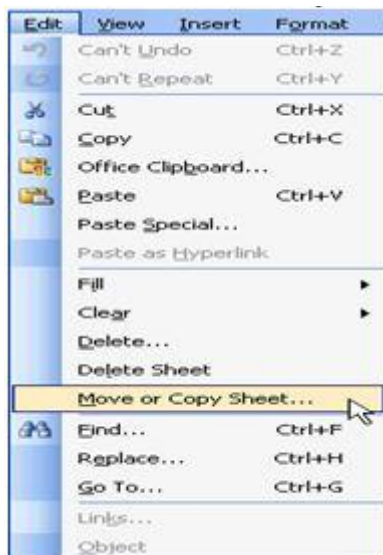 Edit View Insert Format
Can't Undo Ctrl+Z
Can't Repeat Ctrl+Y
Cut Ctrl+X
Copy Ctrl+C
Office Clipboard...
Paste Ctrl+V
Paste Special...
Paste as Hyperlink
Fill
Clear
Delete...
Delete Sheet
Move or Copy Sheet...
Find... Ctrl+F
Replace... Ctrl+H
Go To... Ctrl+G
Links...
Object